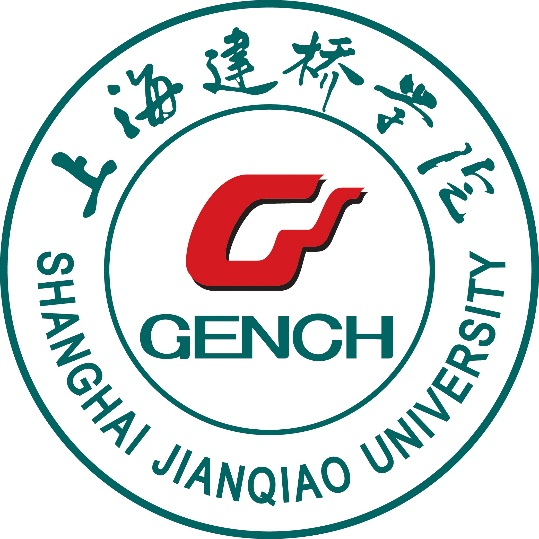 上海建桥学院
GENCH
SHANGHAI JIANQIAO UNIVERSITY